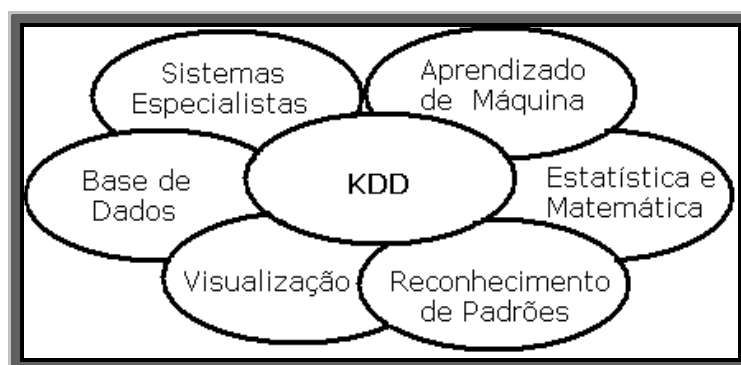 Sistemas
Especialistas
Aprendizado
de Máquina
Base de
Dados
KDD
Estatística e
Matemática
Visualização
Reconhecimento
de Padrões